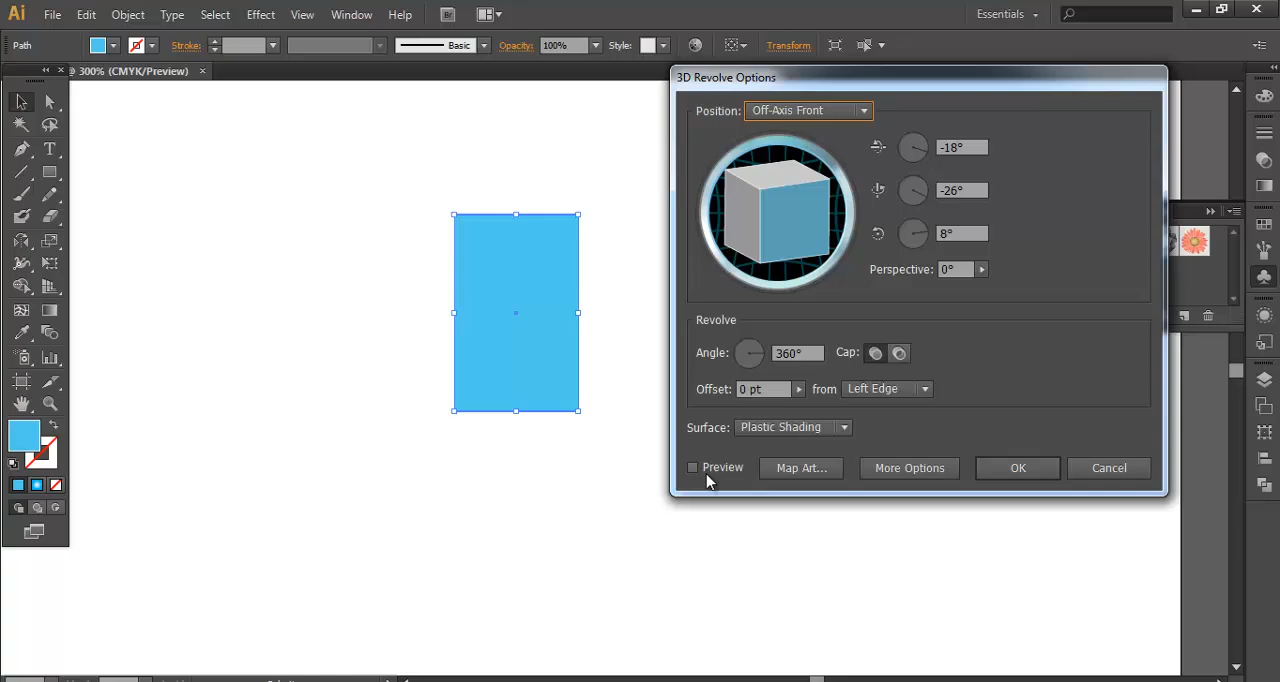 Ai File Edit Object Type Select Effect View Window Help Br Essentials
Path Stroke: Basic Opacity: 100% Style: Transform
@ 300% (CMYK/Preview) ×
3D Revolve Options
Position: Off-Axis Front
-18°
-26°
8°
Perspective: 0°
Revolve
Angle: 360° Cap:
Offset: 0 pt from Left Edge
Surface: Plastic Shading
Preview Map Art... More Options OK Cancel